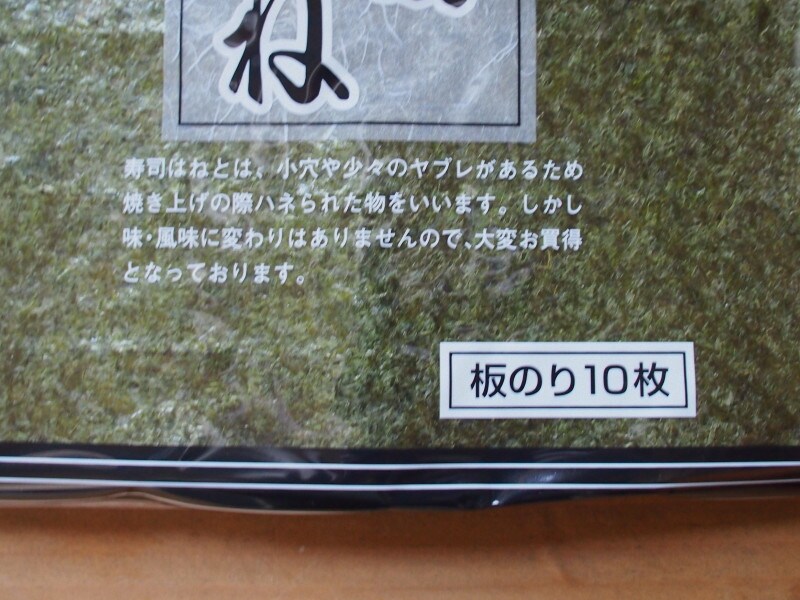 ね
寿司はねとは、小穴や少々のヤブレがあるため
焼き上げの際ハネられた物をいいます。しかし
味・風味に変わりはありませんので、大変お買得
となっております。
板のり10枚